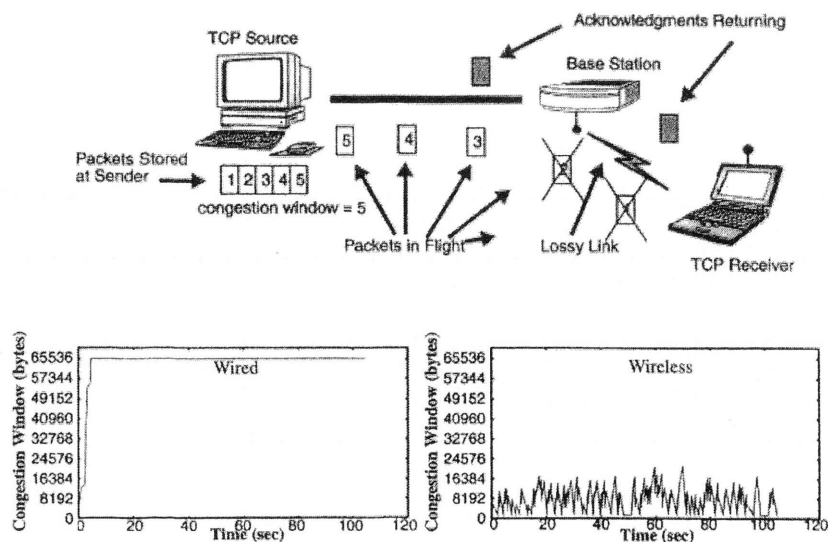 Acknowledgments Returning
TCP Source
Base Station
5
4
3
Packets Stored
at Sender
1 2 3 4 5
congestion window = 5
Packets in Flight
Lossy Link
TCP Receiver
Congestion Window (bytes)
65536
57344
49152
40960
32768
24576
16384
8192
0
Wired
0 20 40 60 80 100 120
Time (sec)
Congestion Window (bytes)
65536
57344
49152
40960
32768
24576
16384
8192
0
Wireless
0 20 40 60 80 100 120
Time (sec)